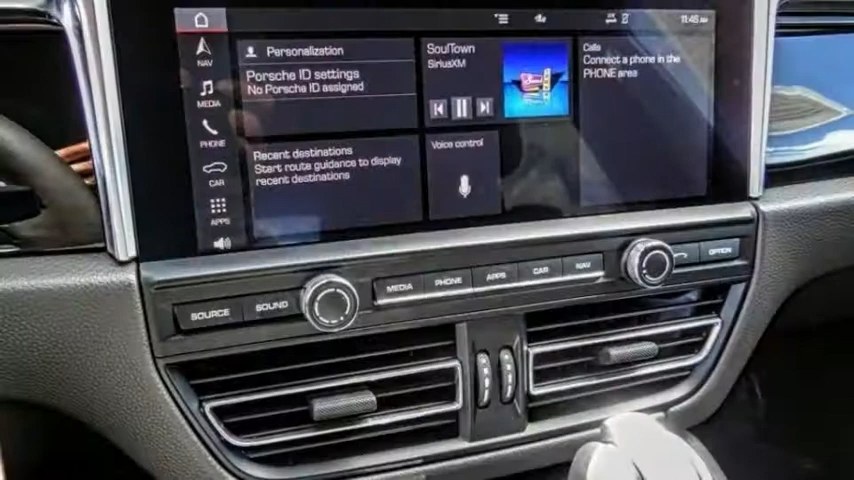 11:45 AM
NAV
MEDIA
PHONE
CAR
APPS
Personalization
Porsche ID settings
No Porsche ID assigned
SoulTown
SiriusXM
Calls
Connect a phone in the
PHONE area
Recent destinations
Start route guidance to display
recent destinations.
Voice control
SOURCE
SOUND
MEDIA
PHONE
APPS
CAR
NAV
OPTION